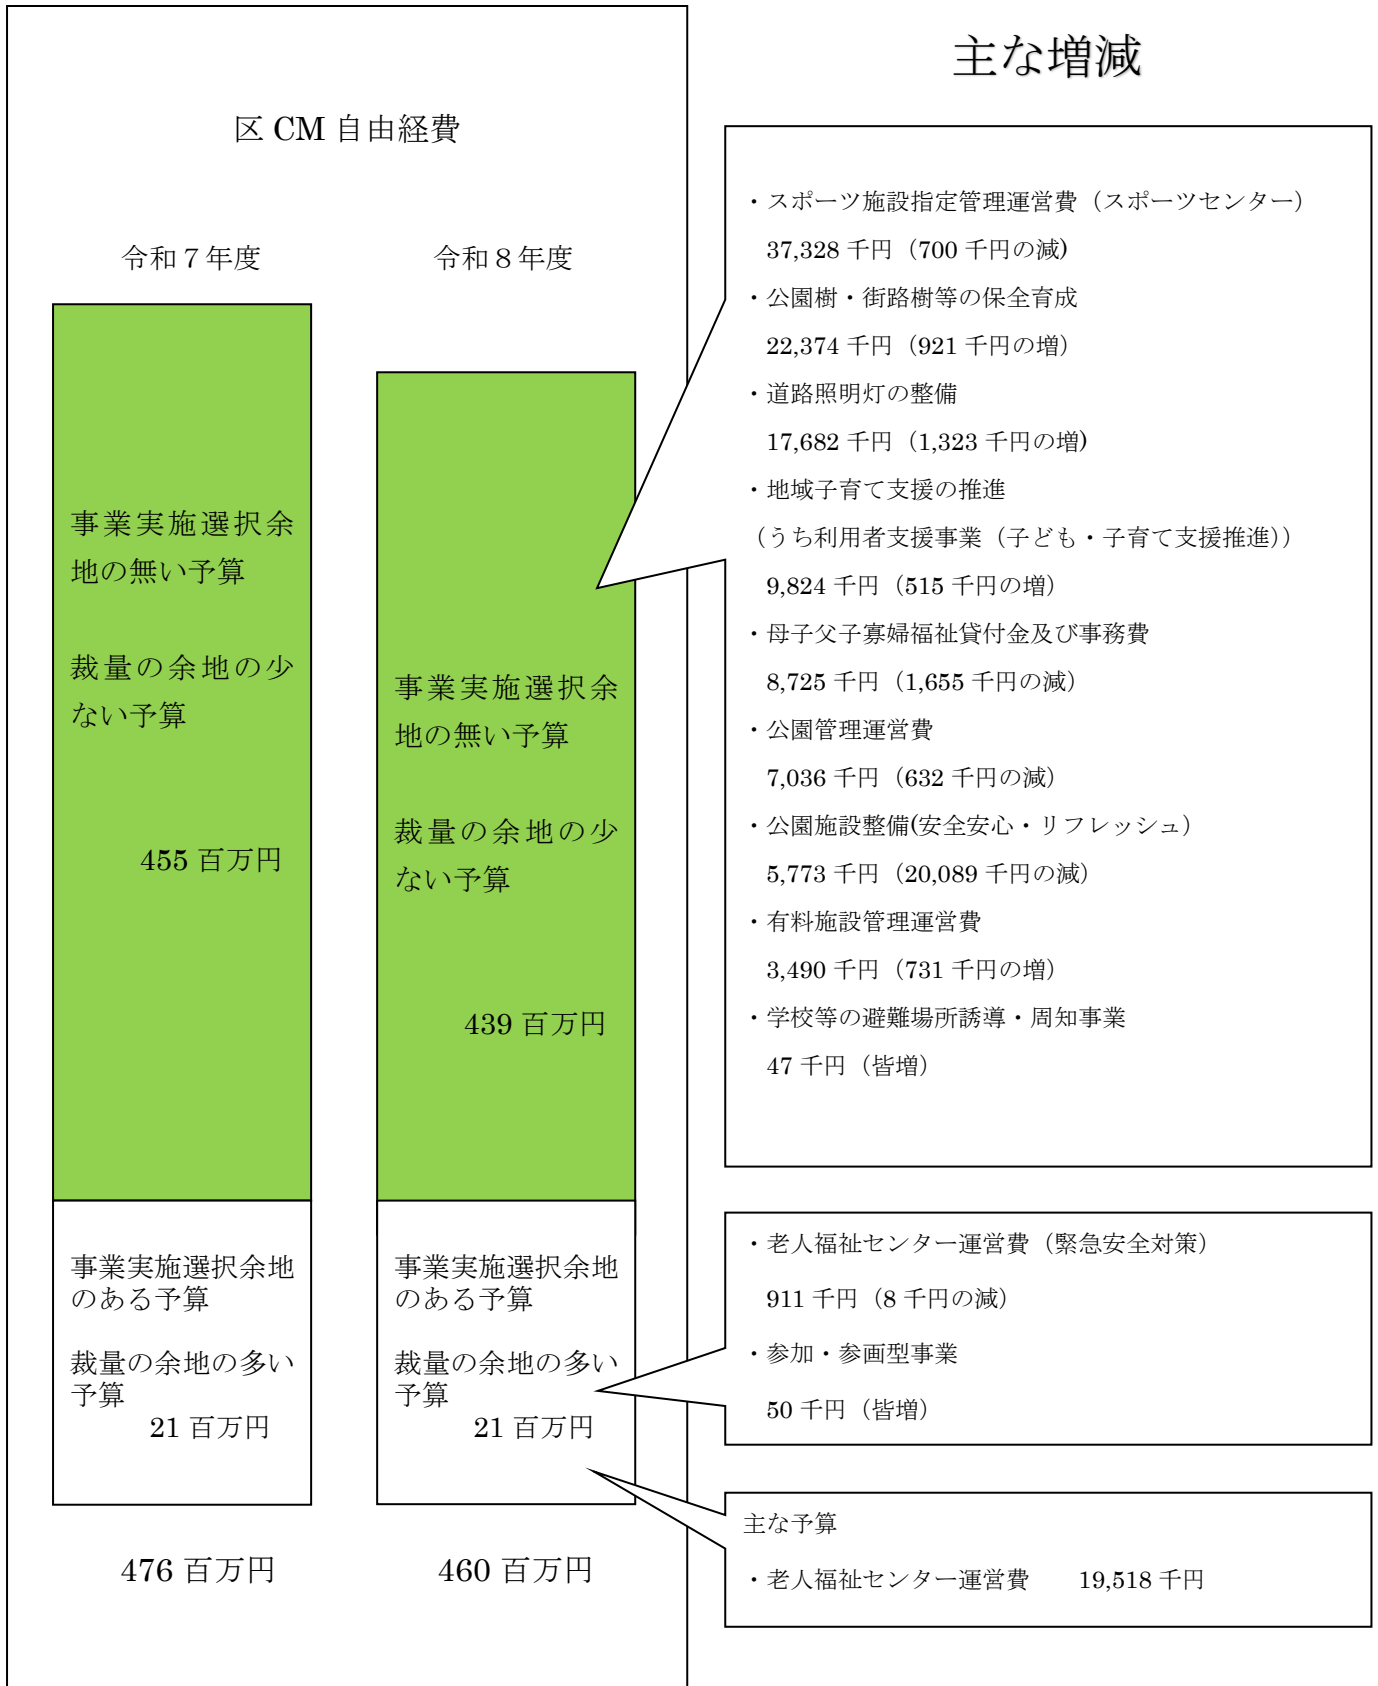 主な増減
区 CM 自由経費
令和７年度
令和８年度
事業実施選択余
地の無い予算
裁量の余地の少
ない予算
455 百万円
事業実施選択余地
のある予算
裁量の余地の多い
予算
21 百万円
476 百万円
事業実施選択余
地の無い予算
裁量の余地の少
ない予算
439 百万円
事業実施選択余地
のある予算
裁量の余地の多い
予算
21 百万円
460 百万円
・スポーツ施設指定管理運営費（スポーツセンター）
37,328 千円（700 千円の減)
・公園樹・街路樹等の保全育成
22,374 千円（921 千円の増）
・道路照明灯の整備
17,682 千円（1,323 千円の増)
・地域子育て支援の推進
（うち利用者支援事業（子ども・子育て支援推進））
9,824 千円（515 千円の増）
・母子父子寡婦福祉貸付金及び事務費
8,725 千円（1,655 千円の減）
・公園管理運営費
7,036 千円（632 千円の減）
・公園施設整備(安全安心・リフレッシュ）
5,773 千円（20,089 千円の減）
・有料施設管理運営費
3,490 千円（731 千円の増）
・学校等の避難場所誘導・周知事業
47 千円（皆増）
・老人福祉センター運営費（緊急安全対策）
911 千円（8 千円の減）
・参加・参画型事業
50 千円（皆増）
主な予算
・老人福祉センター運営費　　19,518 千円